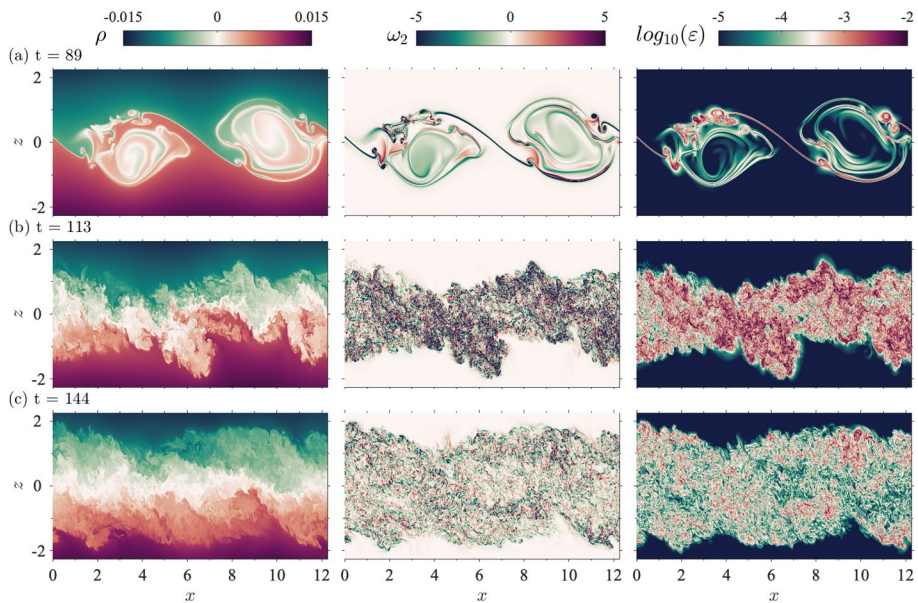 -0.015 0 0.015 -5 0 5 -5 -4 -3 -2
ρ ω₂ log₁₀(ε)
(a) t = 89
z 2 0 -2
(b) t = 113
z 2 0 -2
(c) t = 144
z 2 0 -2
0 2 4 6 8 10 12 0 2 4 6 8 10 12 0 2 4 6 8 10 12
x x x